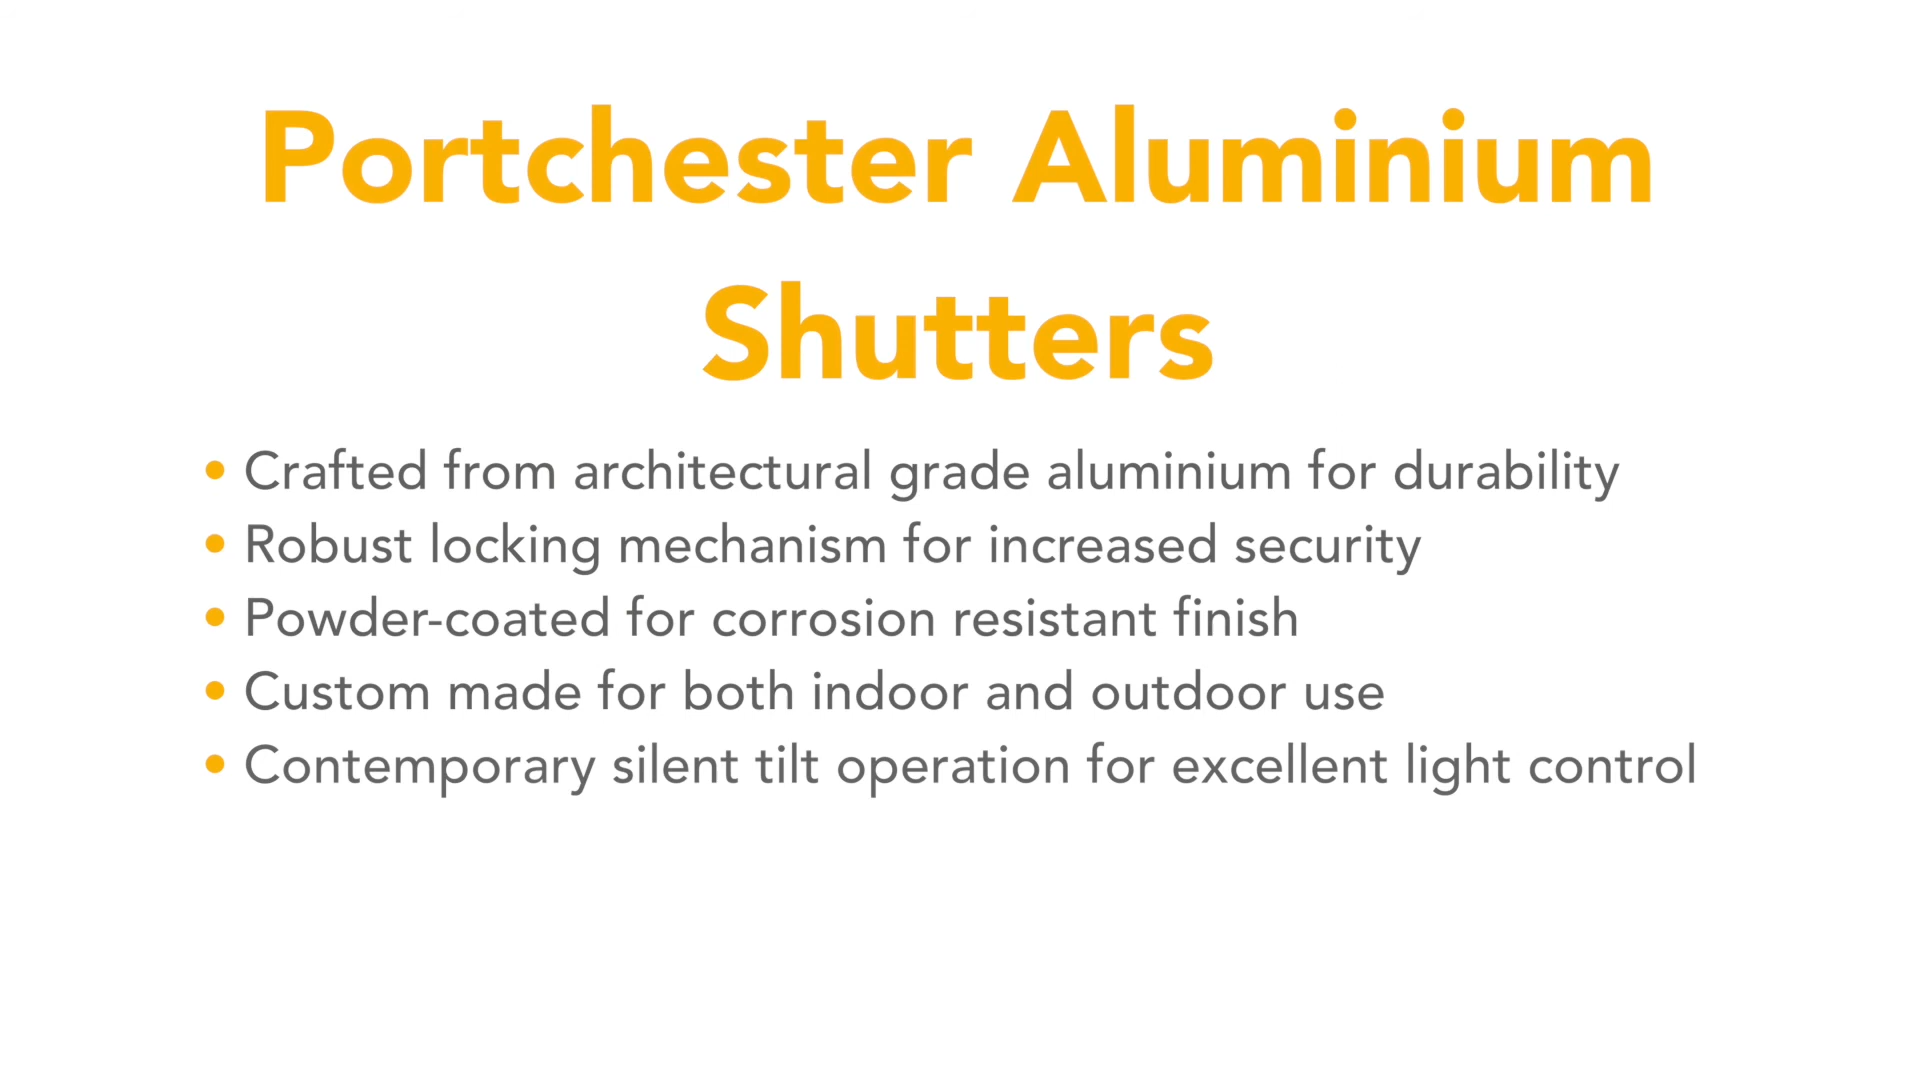 Portchester Aluminium
Shutters
• Crafted from architectural grade aluminium for durability
• Robust locking mechanism for increased security
• Powder-coated for corrosion resistant finish
• Custom made for both indoor and outdoor use
• Contemporary silent tilt operation for excellent light control